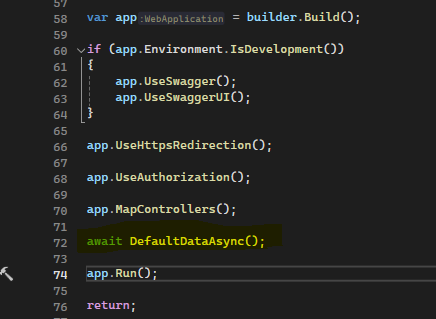 57
58 var app:WebApplication = builder.Build();
59
60 if (app.Environment.IsDevelopment())
61 {
62 app.UseSwagger();
63 app.UseSwaggerUI();
64 }
65
66 app.UseHttpsRedirection();
67
68 app.UseAuthorization();
69
70 app.MapControllers();
71
72 await DefaultDataAsync();
73
74 app.Run();
75
76 return;
77